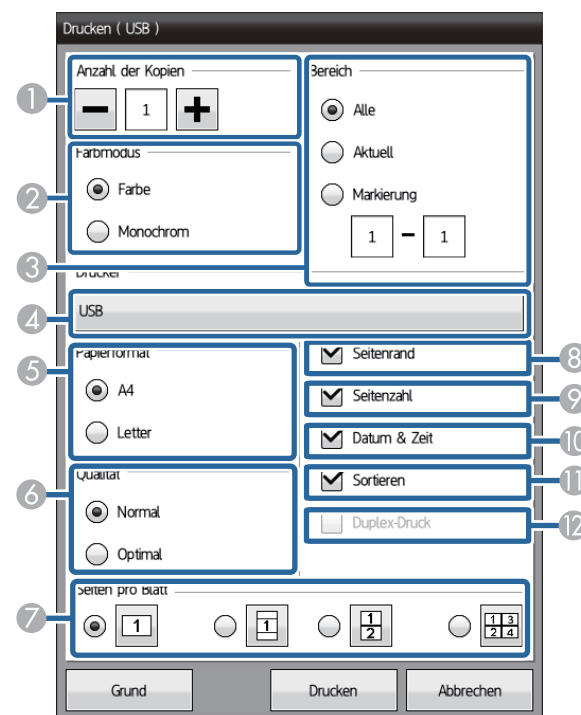 Drucken ( USB )
Anzahl der Kopien
1
1
Farbmodus
2
Farbe
Monochrom
Bereich
Alle
Aktuell
Markierung
1 - 1
3
Drucker
4
USB
5
Papierformat
A4
Letter
6
Qualität
Normal
Optimal
Seitenrand
8
Seitenzahl
9
Datum & Zeit
10
Sortieren
11
Duplex-Druck
12
Seiten pro Blatt
7
1
1
1
2
1 3
2 4
Grund
Drucken
Abbrechen